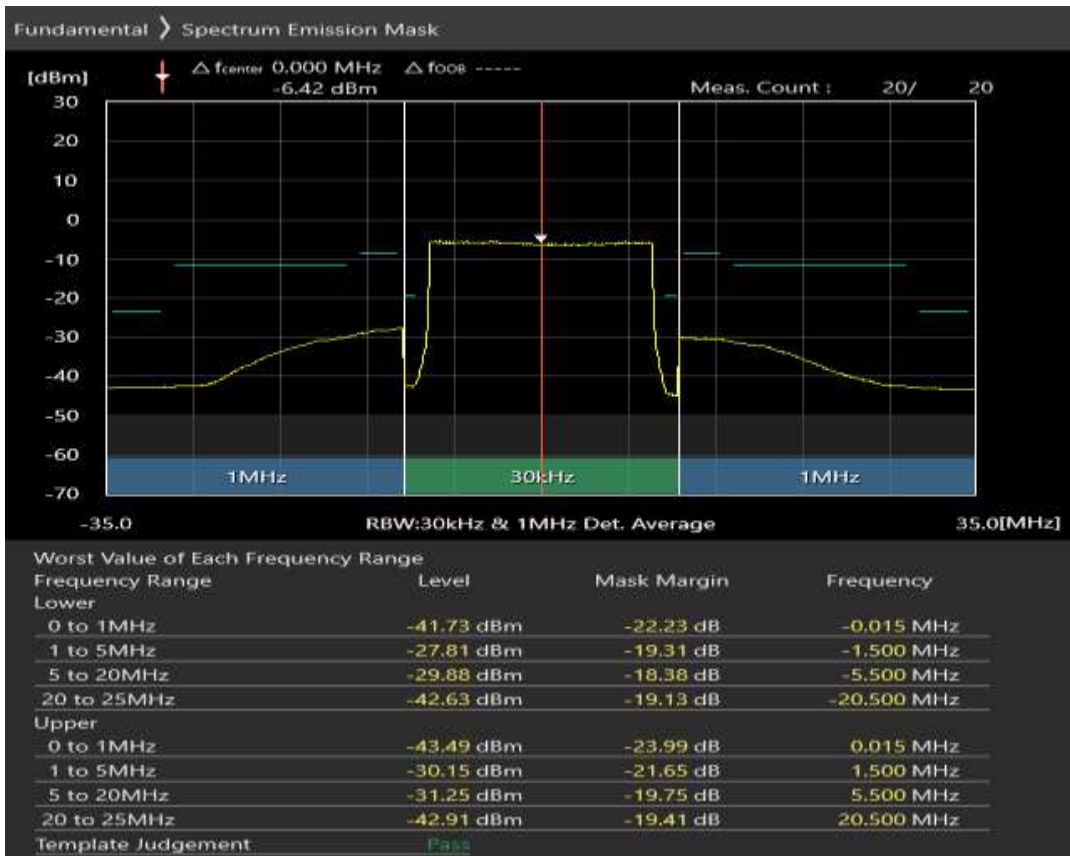 Fundamental 》 Spectrum Emission Mask
[dBm] △ fcenter 0.000 MHz △ fOOB -----
-6.42 dBm Meas. Count : 20/ 20
30
20
10
0
-10
-20
-30
-40
-50
-60
1MHz 30kHz 1MHz
-70
-35.0 RBW:30kHz & 1MHz Det. Average 35.0[MHz]
Worst Value of Each Frequency Range
Frequency Range Level Mask Margin Frequency
Lower
0 to 1MHz -41.73 dBm -22.23 dB -0.015 MHz
1 to 5MHz -27.81 dBm -19.31 dB -1.500 MHz
5 to 20MHz -29.88 dBm -18.38 dB -5.500 MHz
20 to 25MHz -42.63 dBm -19.13 dB -20.500 MHz
Upper
0 to 1MHz -43.49 dBm -23.99 dB 0.015 MHz
1 to 5MHz -30.15 dBm -21.65 dB 1.500 MHz
5 to 20MHz -31.25 dBm -19.75 dB 5.500 MHz
20 to 25MHz -42.91 dBm -19.41 dB 20.500 MHz
Template Judgement Pass